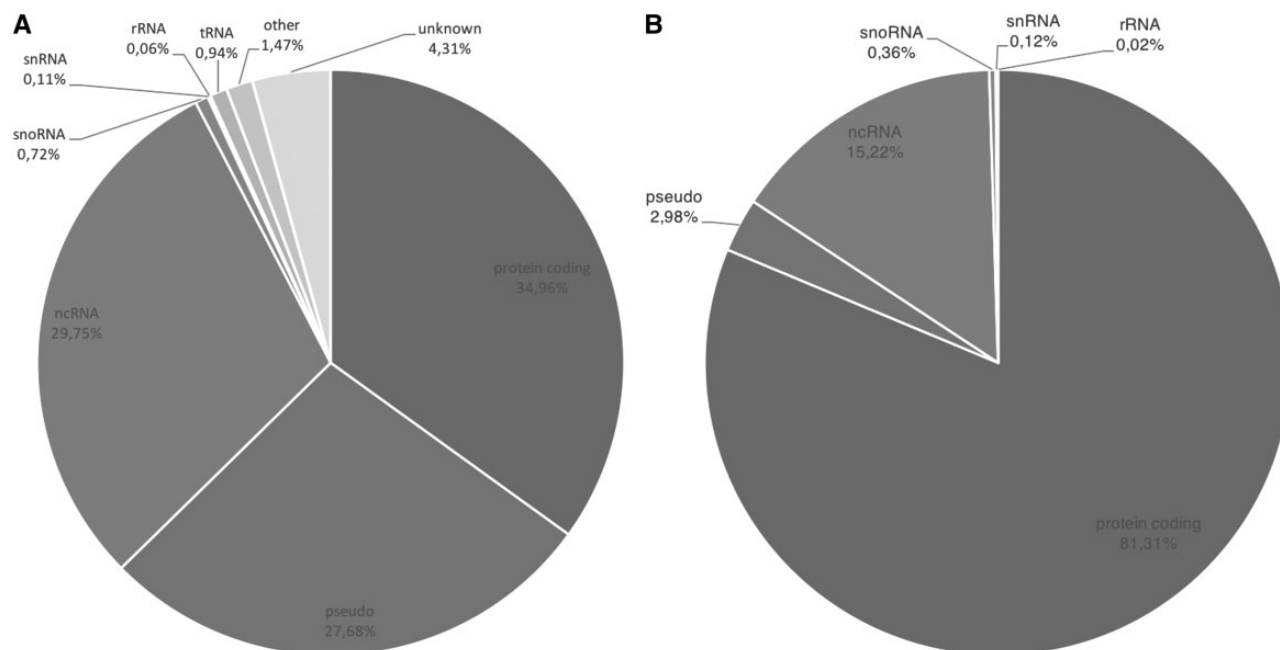 A
rRNA
0,06%
tRNA
0,94%
other
1,47%
unknown
4,31%
snRNA
0,11%
snoRNA
0,72%
protein coding
34,96%
ncRNA
29,75%
pseudo
27,68%
B
snoRNA
0,36%
snRNA
0,12%
rRNA
0,02%
ncRNA
15,22%
pseudo
2,98%
protein coding
81,31%